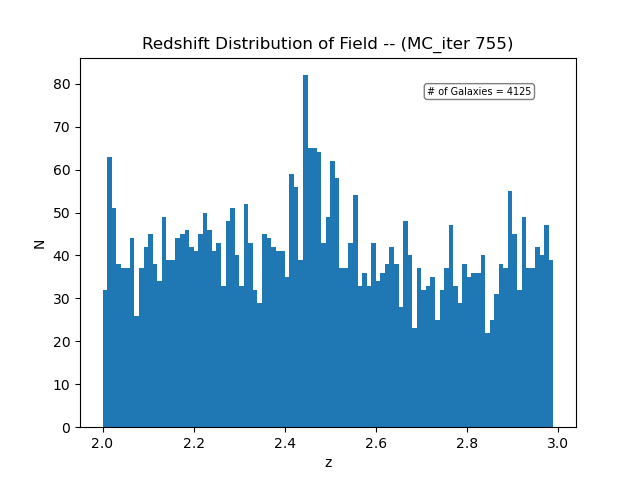 Redshift Distribution of Field -- (MC_iter 755)
# of Galaxies = 4125
80
70
60
50
40
30
20
10
0
N
2.0 2.2 2.4 2.6 2.8 3.0
z